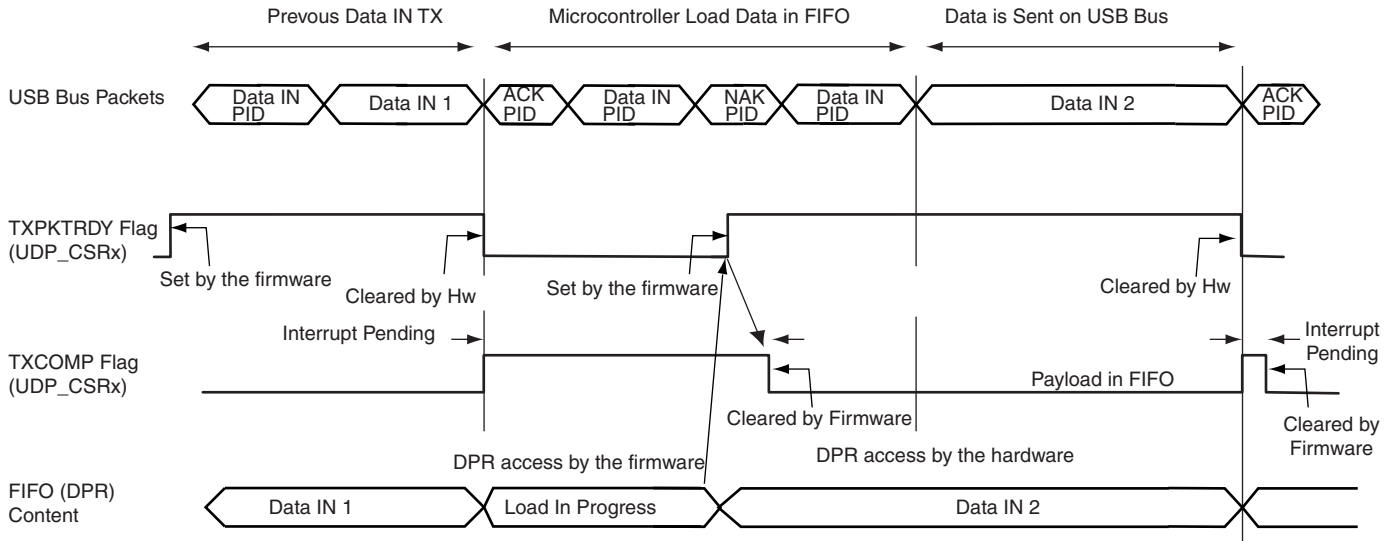 Prevous Data IN TX
Microcontroller Load Data in FIFO
Data is Sent on USB Bus
USB Bus Packets
Data IN
PID
Data IN 1
ACK
PID
Data IN
PID
NAK
PID
Data IN
PID
Data IN 2
ACK
PID
TXPKTRDY Flag
(UDP_CSRx)
Set by the firmware
Cleared by Hw
Set by the firmware
Cleared by Hw
Interrupt Pending
Interrupt
Pending
TXCOMP Flag
(UDP_CSRx)
Payload in FIFO
Cleared by Firmware
Cleared by
Firmware
DPR access by the firmware
DPR access by the hardware
FIFO (DPR)
Content
Data IN 1
Load In Progress
Data IN 2